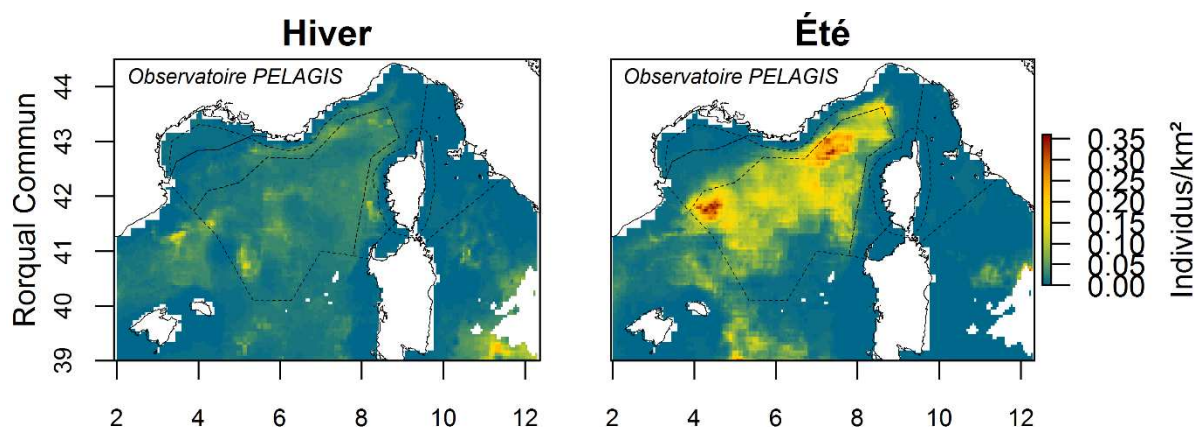 Hiver
Été
Observatoire PELAGIS
Observatoire PELAGIS
Rorqual Commun
44
43
42
41
40
39
2 4 6 8 10 12
2 4 6 8 10 12
0.35
0.30
0.25
0.20
0.15
0.10
0.05
0.00
Individus/km²